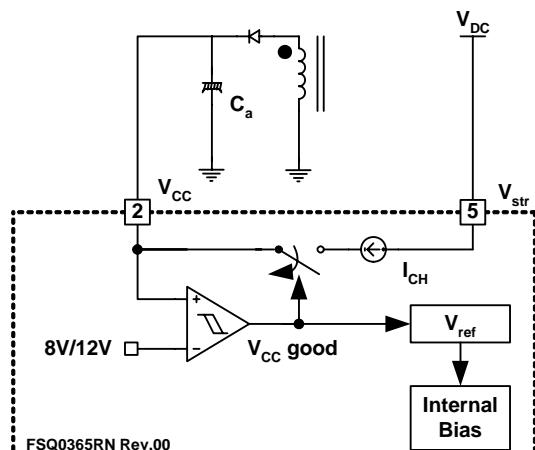 V_DC
C_a
V_CC
2
5
V_str
I_CH
+
8V/12V
−
V_CC good
V_ref
Internal
Bias
FSQ0365RN Rev.00